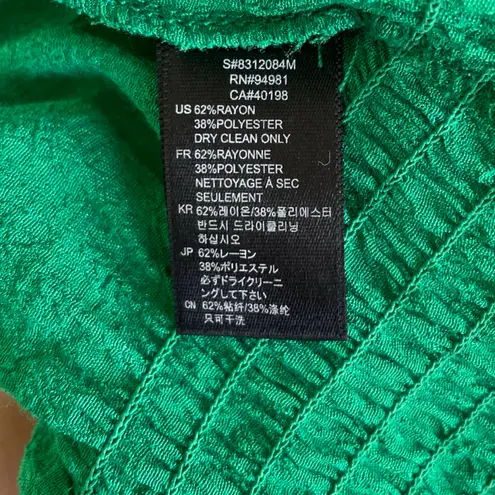 S#8312084M
RN#94981
CA#40198
US 62%RAYON
38%POLYESTER
DRY CLEAN ONLY
FR 62%RAYONNE
38%POLYESTER
NETTOYAGE À SEC
SEULEMENT
KR 62%레이온/38%폴리에스터
반드시 드라이클리닝
하십시오
JP 62%レーヨン
38%ポリエステル
必ずドライクリーニ
ングして下さい
CN 62%粘纤/38%涤纶
只可干洗